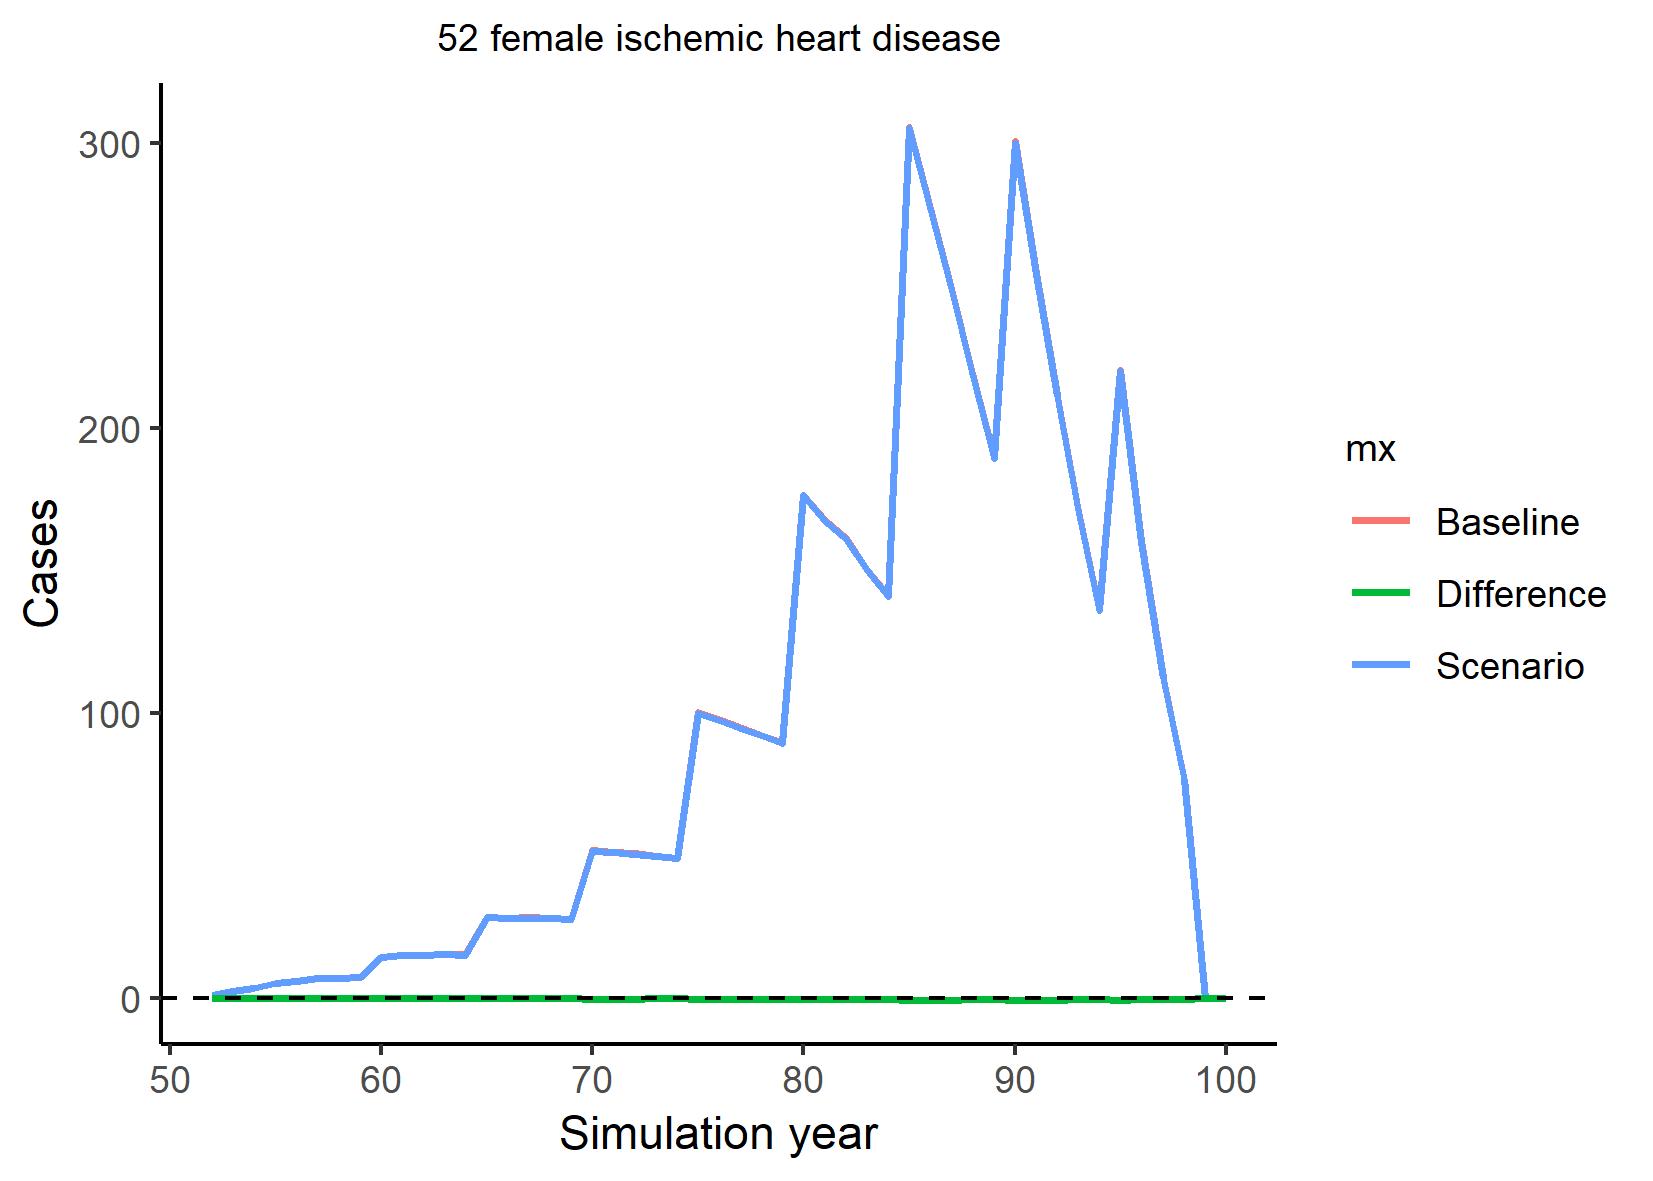 52 female ischemic heart disease
300
200
100
0
Cases
50 60 70 80 90 100
Simulation year
mx
Baseline
Difference
Scenario